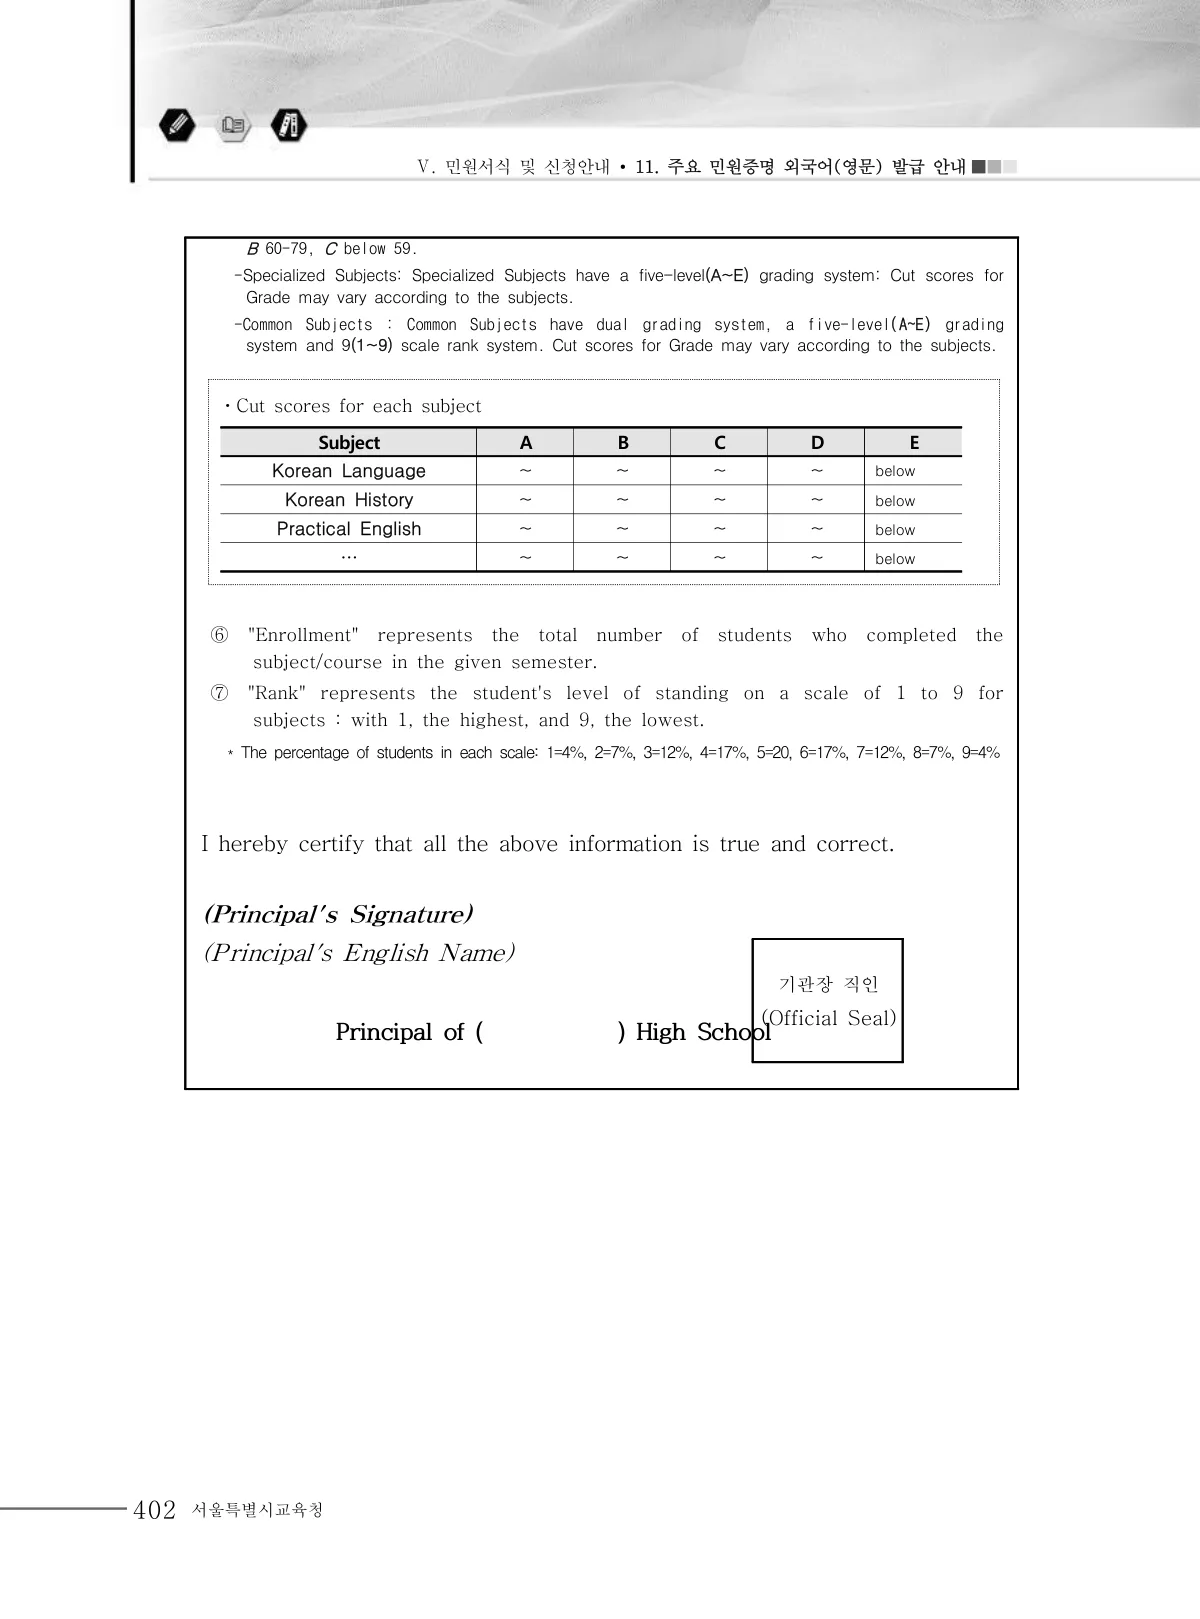 Ⅴ. 민원서식 및 신청안내 • 11. 주요 민원증명 외국어(영문) 발급 안내
B 60-79, C below 59.
-Specialized Subjects: Specialized Subjects have a five-level(A~E) grading system: Cut scores for
Grade may vary according to the subjects.
-Common Subjects : Common Subjects have dual grading system, a five-level(A~E) grading
system and 9(1~9) scale rank system. Cut scores for Grade may vary according to the subjects.
·Cut scores for each subject
Subject A B C D E
Korean Language ~ ~ ~ ~ below
Korean History ~ ~ ~ ~ below
Practical English ~ ~ ~ ~ below
… ~ ~ ~ ~ below
⑥ "Enrollment" represents the total number of students who completed the
subject/course in the given semester.
⑦ "Rank" represents the student's level of standing on a scale of 1 to 9 for
subjects : with 1, the highest, and 9, the lowest.
* The percentage of students in each scale: 1=4%, 2=7%, 3=12%, 4=17%, 5=20, 6=17%, 7=12%, 8=7%, 9=4%
I hereby certify that all the above information is true and correct.
(Principal's Signature)
(Principal's English Name)
기관장 직인
(Official Seal)
Principal of ( ) High School
402 서울특별시교육청